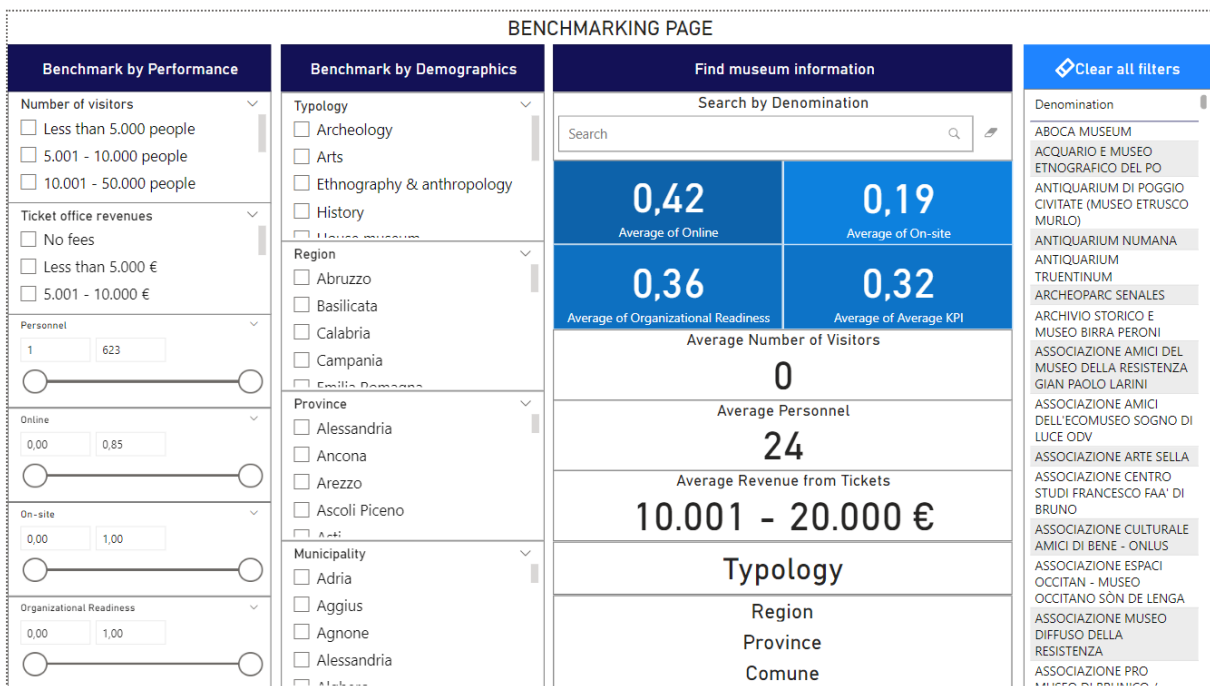 BENCHMARKING PAGE
Benchmark by Performance
Number of visitors
Less than 5.000 people
5.001 - 10.000 people
10.001 - 50.000 people
Ticket office revenues
No fees
Less than 5.000 €
5.001 - 10.000 €
Personnel
1 623
Online
0,00 0,85
On-site
0,00 1,00
Organizational Readiness
0,00 1,00
Benchmark by Demographics
Typology
Archeology
Arts
Ethnography & anthropology
History
House museum
Region
Abruzzo
Basilicata
Calabria
Campania
Emilia Romagna
Province
Alessandria
Ancona
Arezzo
Ascoli Piceno
Asti
Municipality
Adria
Aggius
Agnone
Alessandria
Alghero
Find museum information
Search by Denomination
Search
0,42
Average of Online
0,19
Average of On-site
0,36
Average of Organizational Readiness
0,32
Average of Average KPI
Average Number of Visitors
0
Average Personnel
24
Average Revenue from Tickets
10.001 - 20.000 €
Typology
Region
Province
Comune
Clear all filters
Denomination
ABOCA MUSEUM
ACQUARIO E MUSEO
ETNOGRAFICO DEL PO
ANTIQUARIUM DI POGGIO
CIVITATE (MUSEO ETRUSCO
MURLO)
ANTIQUARIUM NUMANA
ANTIQUARIUM
TRUENTINUM
ARCHEOPARC SENALES
ARCHIVIO STORICO E
MUSEO BIRRA PERONI
ASSOCIAZIONE AMICI DEL
MUSEO DELLA RESISTENZA
GIAN PAOLO LARINI
ASSOCIAZIONE AMICI
DELL'ECOMUSEO SOGNO DI
LUCE ODV
ASSOCIAZIONE ARTE SELLA
ASSOCIAZIONE CENTRO
STUDI FRANCESCO FAA' DI
BRUNO
ASSOCIAZIONE CULTURALE
AMICI DI BENE - ONLUS
ASSOCIAZIONE ESPACI
OCCITAN - MUSEO
OCCITANO SÒN DE LENGA
ASSOCIAZIONE MUSEO
DIFFUSO DELLA
RESISTENZA
ASSOCIAZIONE PRO
MUSEO DI BRUNICO /